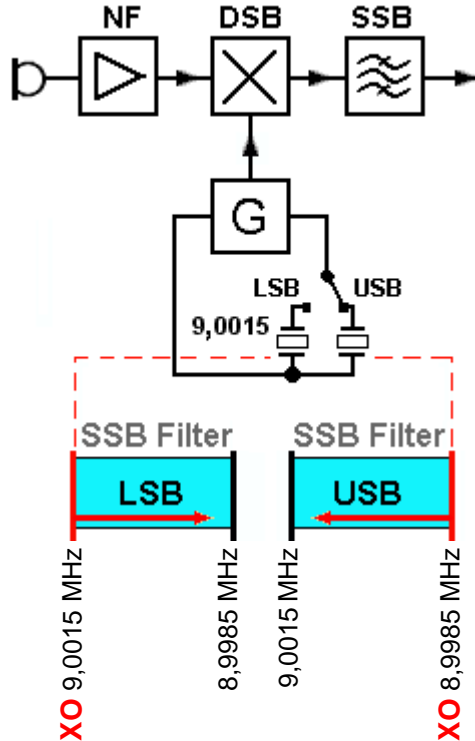 NF DSB SSB
G
LSB USB
9,0015
SSB Filter SSB Filter
LSB USB
XO 9,0015 MHz
8,9985 MHz
9,0015 MHz
XO 8,9985 MHz